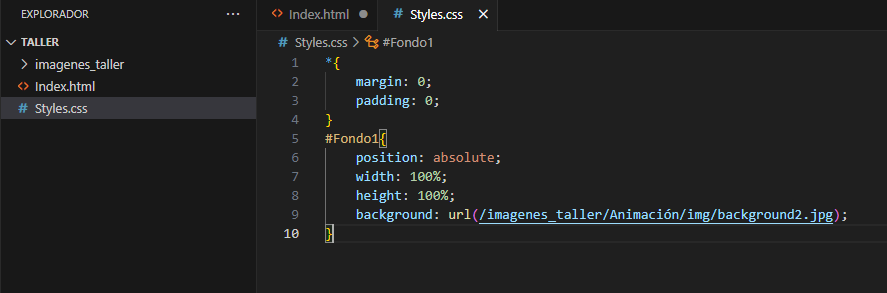 EXPLORADOR ...
Index.html ● # Styles.css ×
TALLER
imagenes_taller
<> Index.html
# Styles.css
# Styles.css > #Fondo1
1 *{
2 margin: 0;
3 padding: 0;
4 }
5 #Fondo1{
6 position: absolute;
7 width: 100%;
8 height: 100%;
9 background: url(/imagenes_taller/Animación/img/background2.jpg);
10 }